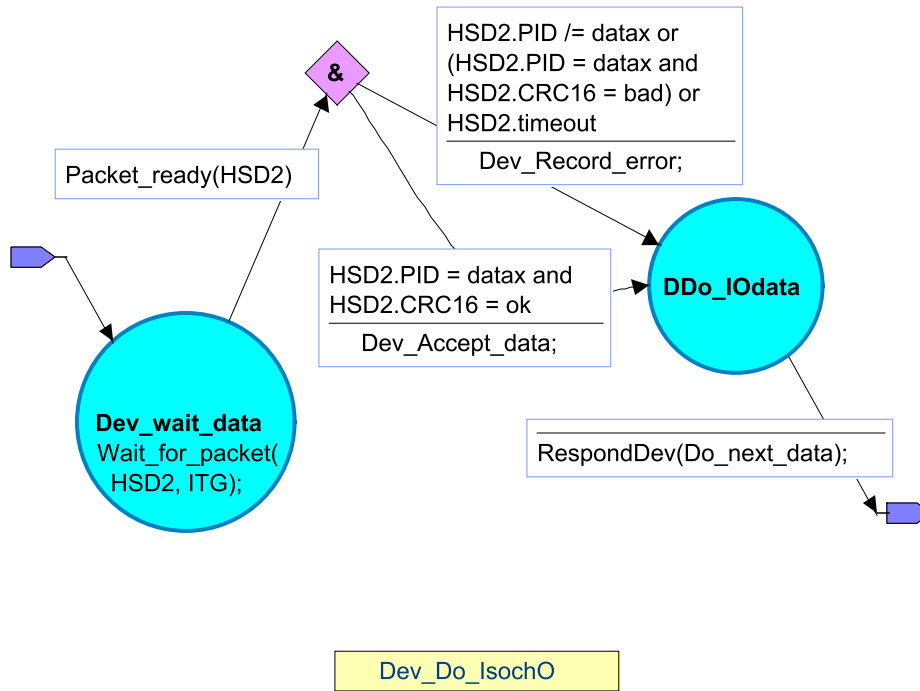 HSD2.PID /= datax or
(HSD2.PID = datax and
HSD2.CRC16 = bad) or
HSD2.timeout
Dev_Record_error;
&
Packet_ready(HSD2)
HSD2.PID = datax and
HSD2.CRC16 = ok
Dev_Accept_data;
DDo_IOdata
Dev_wait_data
Wait_for_packet(
HSD2, ITG);
RespondDev(Do_next_data);
Dev_Do_IsochO